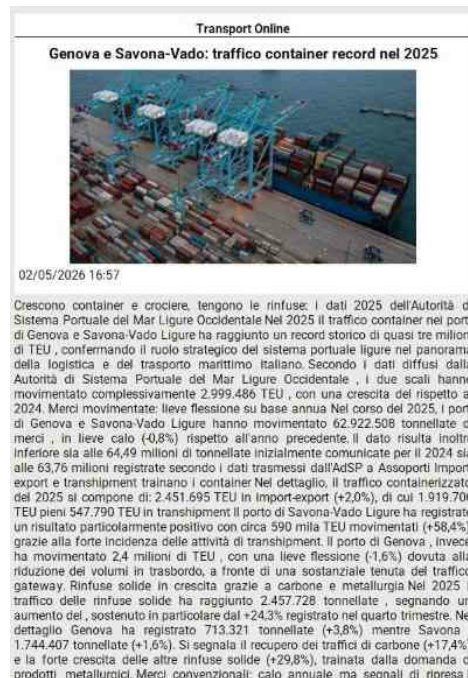 Transport Online
Genova e Savona-Vado: traffico container record nel 2025
02/05/2026 16:57
Crescono container e crociere, tengono le rinfuse: i dati 2025 dell'Autorità d
Sistema Portuale del Mar Ligure Occidentale Nel 2025 il traffico container nei port
di Genova e Savona-Vado Ligure ha raggiunto un record storico di quasi tre milion
di TEU , confermando il ruolo strategico del sistema portuale ligure nel panorama
della logistica e del trasporto marittimo italiano. Secondo i dati diffusi dalla
Autorità di Sistema Portuale del Mar Ligure Occidentale , i due scali hanno
movimentato complessivamente 2.999.486 TEU , con una crescita del rispetto a
2024. Merci movimentate: lieve flessione su base annua Nel corso del 2025, i port
di Genova e Savona-Vado Ligure hanno movimentato 62.922.508 tonnellate d
merci , in lieve calo (-0,8%) rispetto all'anno precedente. Il dato risulta inoltre
inferiore sia alle 64,49 milioni di tonnellate inizialmente comunicate per il 2024 sia
alle 63,76 milioni registrate secondo i dati trasmessi dall'AdSP a Assoporti Import
export e transhipment trainano i container Nel dettaglio, il traffico containerizzato
del 2025 si compone di: 2.451.695 TEU in import-export (+2,0%), di cui 1.919.706
TEU pieni 547.790 TEU in transhipment Il porto di Savona-Vado Ligure ha registrato
un risultato particolarmente positivo con circa 590 mila TEU movimentati (+58,4%)
grazie alla forte incidenza delle attività di transhipment. Il porto di Genova , invece
ha movimentato 2,4 milioni di TEU , con una lieve flessione (-1,6%) dovuta alla
riduzione dei volumi in trasbordo, a fronte di una sostanziale tenuta del traffico
gateway. Rinfuse solide in crescita grazie a carbone e metallurgia Nel 2025 i
traffico delle rinfuse solide ha raggiunto 2.457.728 tonnellate , segnando un
aumento del , sostenuto in particolare dal +24,3% registrato nel quarto trimestre. Ne
dettaglio Genova ha registrato 713.321 tonnellate (+3,8%) mentre Savona
1.744.407 tonnellate (+1,6%). Si segnala il recupero dei traffici di carbone (+17,4%)
e la forte crescita delle altre rinfuse solide (+29,8%), trainata dalla domanda d
prodotti metallurgici. Merci convenzionali: calo annuale ma segnali di ripresa